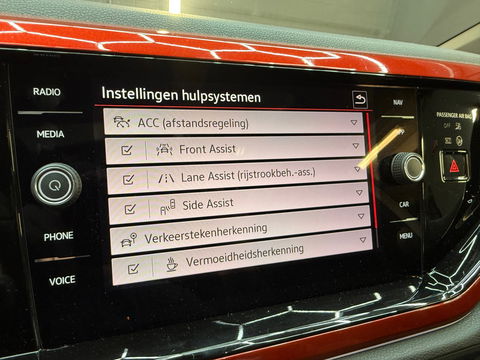 Instellingen hulpsystemen
RADIO
MEDIA
PHONE
VOICE
ACC (afstandsregeling)
Front Assist
Lane Assist (rijstrookbeh.-ass.)
Side Assist
Verkeerstekenherkenning
Vermoeidheidsherkenning
NAV
CAR
MENU
PASSENGER AIR BAG
OFF